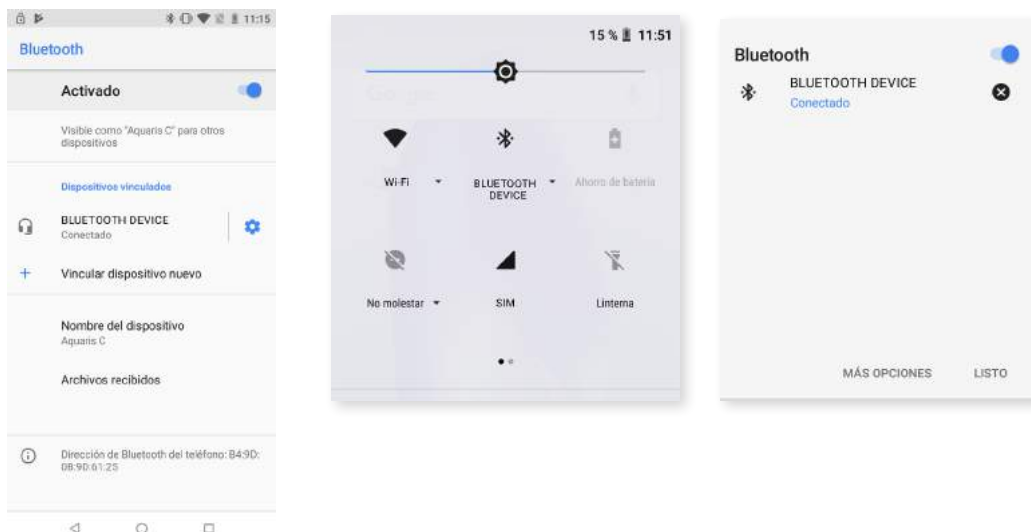 11:15
Bluetooth
Activado
Visible como "Aquaris C" para otros
dispositivos
Dispositivos vinculados
BLUETOOTH DEVICE
Conectado
Vincular dispositivo nuevo
Nombre del dispositivo
Aquaris C
Archivos recibidos
Dirección de Bluetooth del teléfono: B4:9D:
0B:9D:61:25
15 % 11:51
Wi-Fi
BLUETOOTH
DEVICE
Ahorro de batería
No molestar
SIM
Linterna
Bluetooth
BLUETOOTH DEVICE
Conectado
MÁS OPCIONES
LISTO